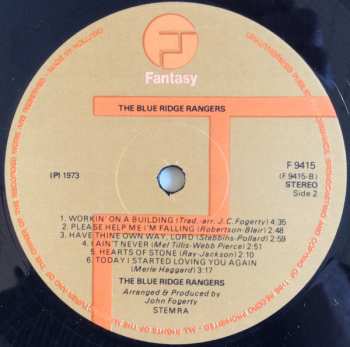 Fantasy
THE BLUE RIDGE RANGERS
(P) 1973
F 9415
(F 9415-B)
STEREO
Side 2
1. WORKIN' ON A BUILDING (Trad. arr. J.C. Fogerty) 4:35
2. PLEASE HELP ME I'M FALLING (Robertson-Blair) 2:48
3. HAVE THINE OWN WAY, LORD (Stebbins-Pollard) 2:59
4. I AIN'T NEVER (Mel Tillis-Webb Pierce) 2:51
5. HEARTS OF STONE (Ray-Jackson) 2:10
6. TODAY I STARTED LOVING YOU AGAIN
(Merle Haggard) 3:17
THE BLUE RIDGE RANGERS
Arranged & Produced by
John Fogerty
STEMRA